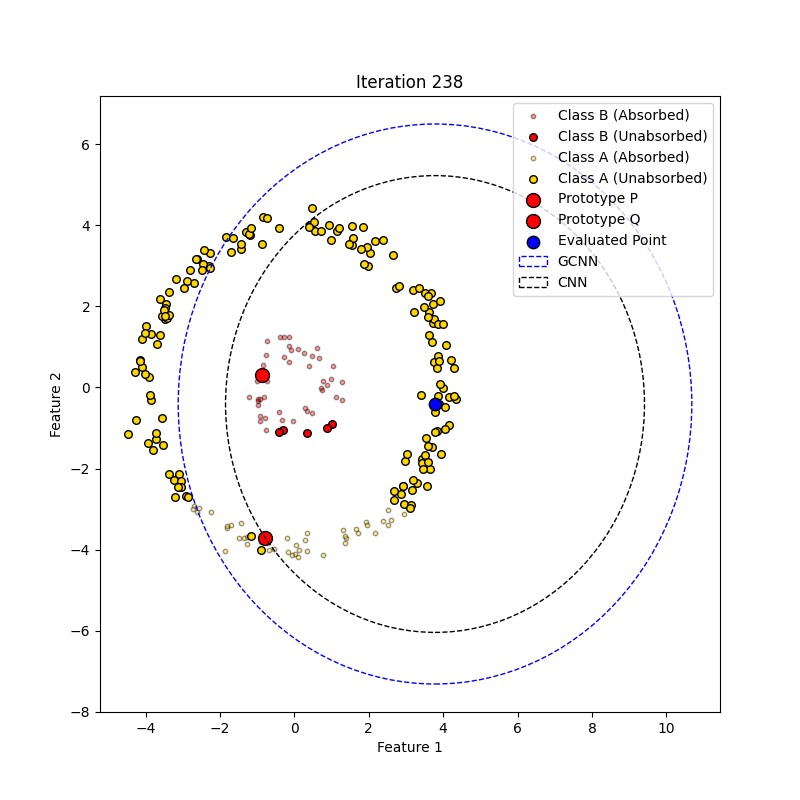 Iteration 238
Class B (Absorbed)
Class B (Unabsorbed)
Class A (Absorbed)
Class A (Unabsorbed)
Prototype P
Prototype Q
Evaluated Point
GCNN
CNN
6
4
2
0
−2
−4
−6
−8
Feature 2
−4 −2 0 2 4 6 8 10
Feature 1